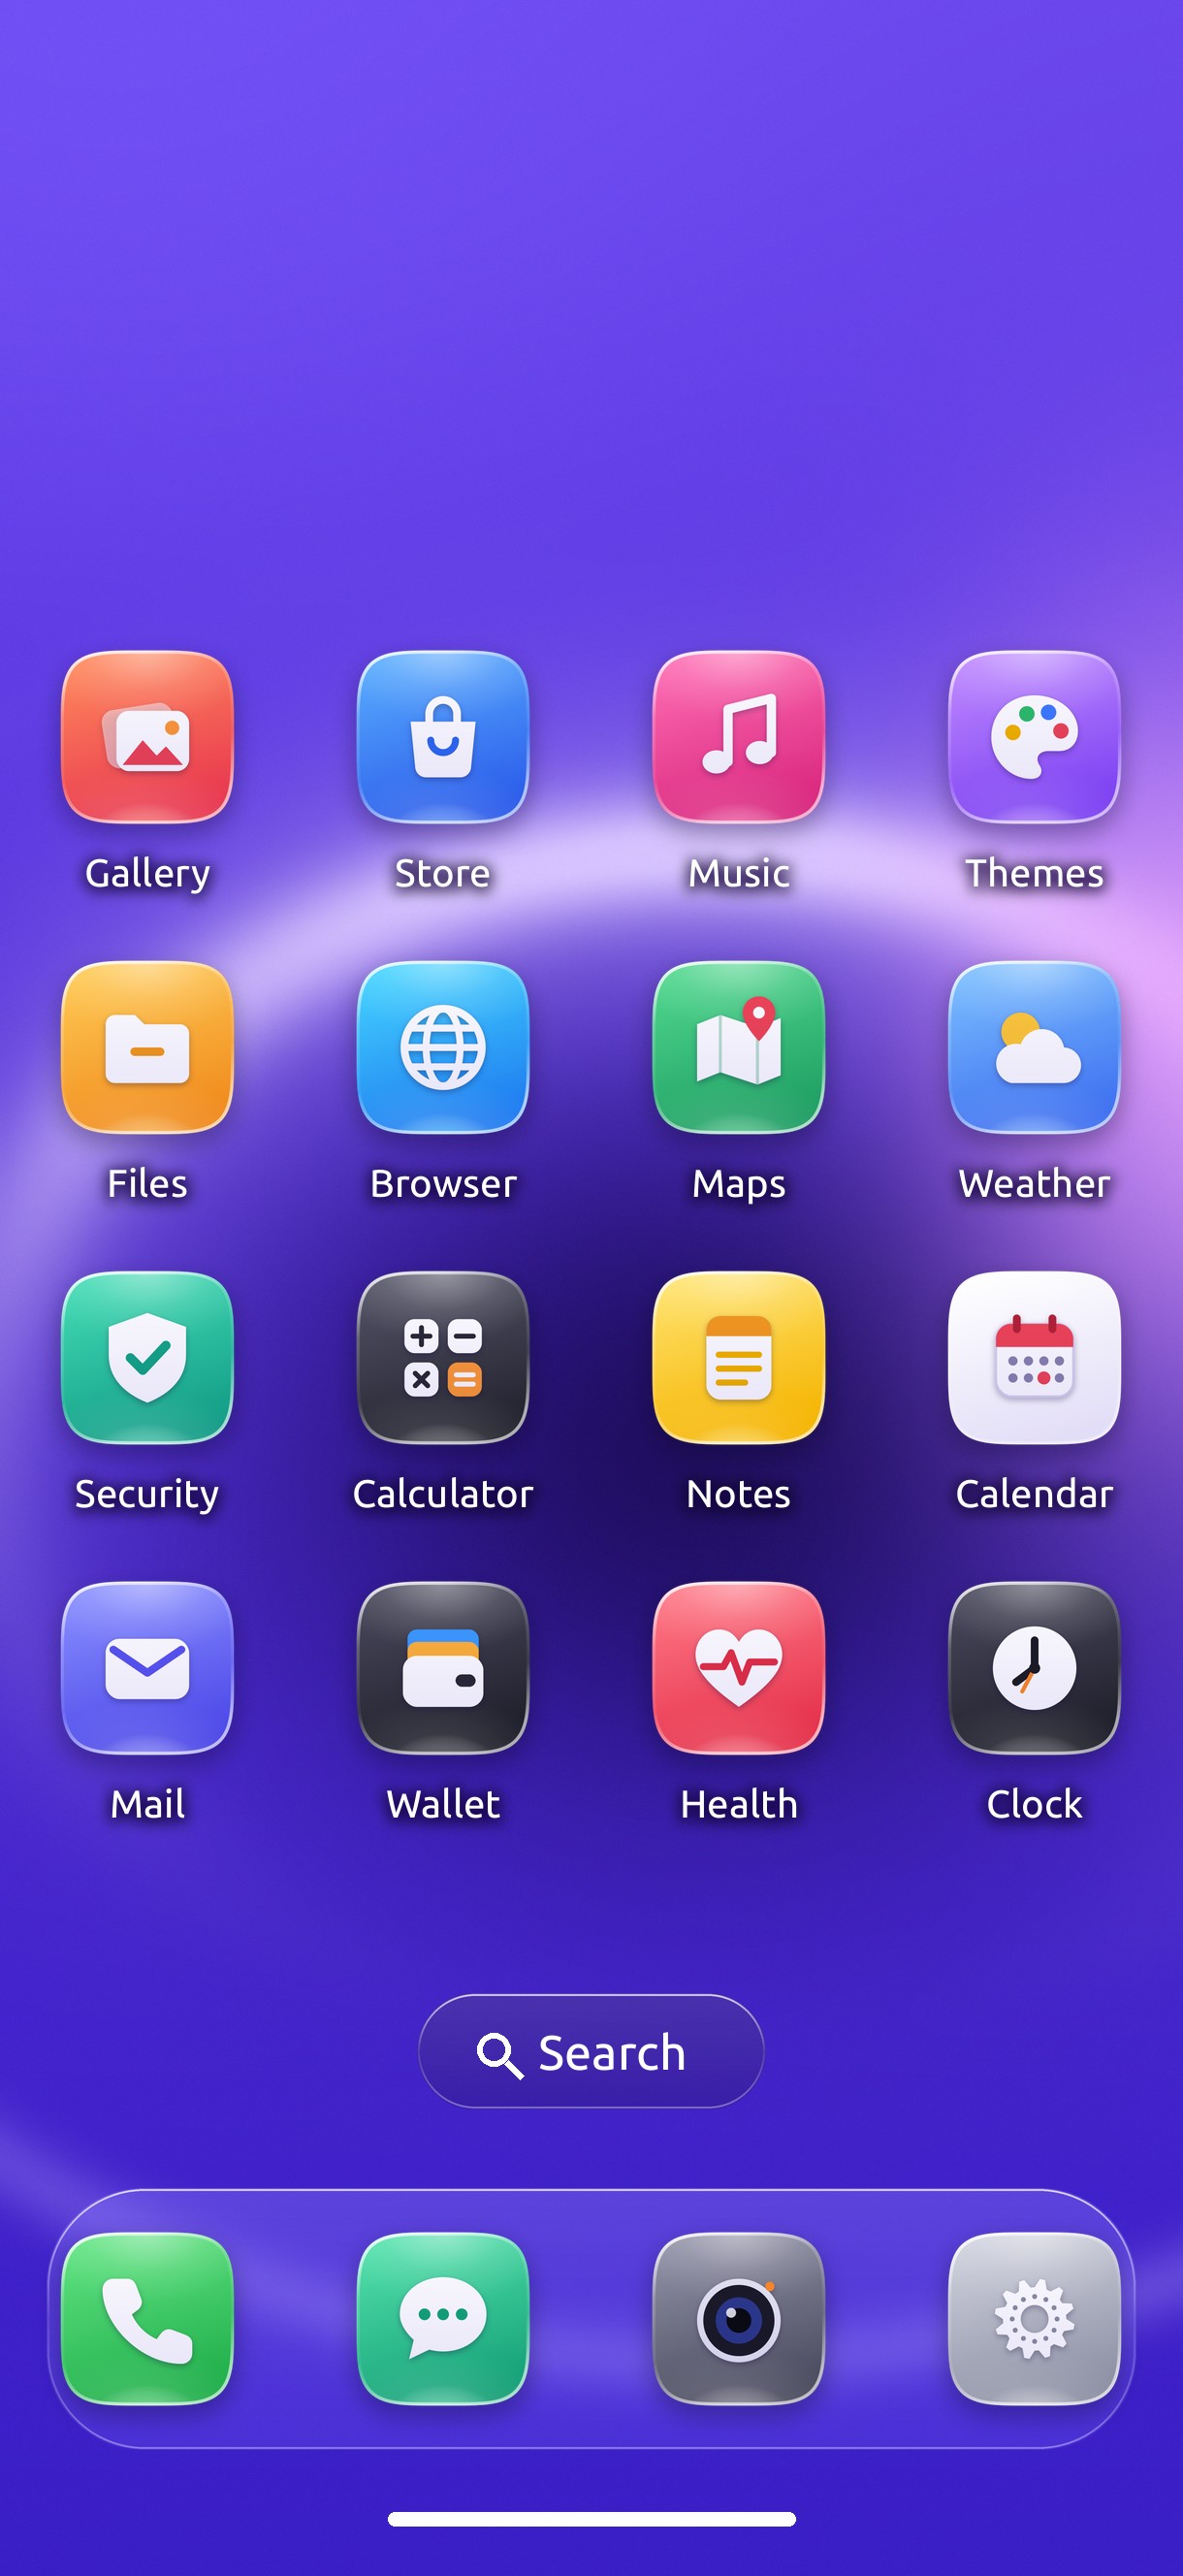 Gallery Store Music Themes
Files Browser Maps Weather
Security Calculator Notes Calendar
Mail Wallet Health Clock
Search